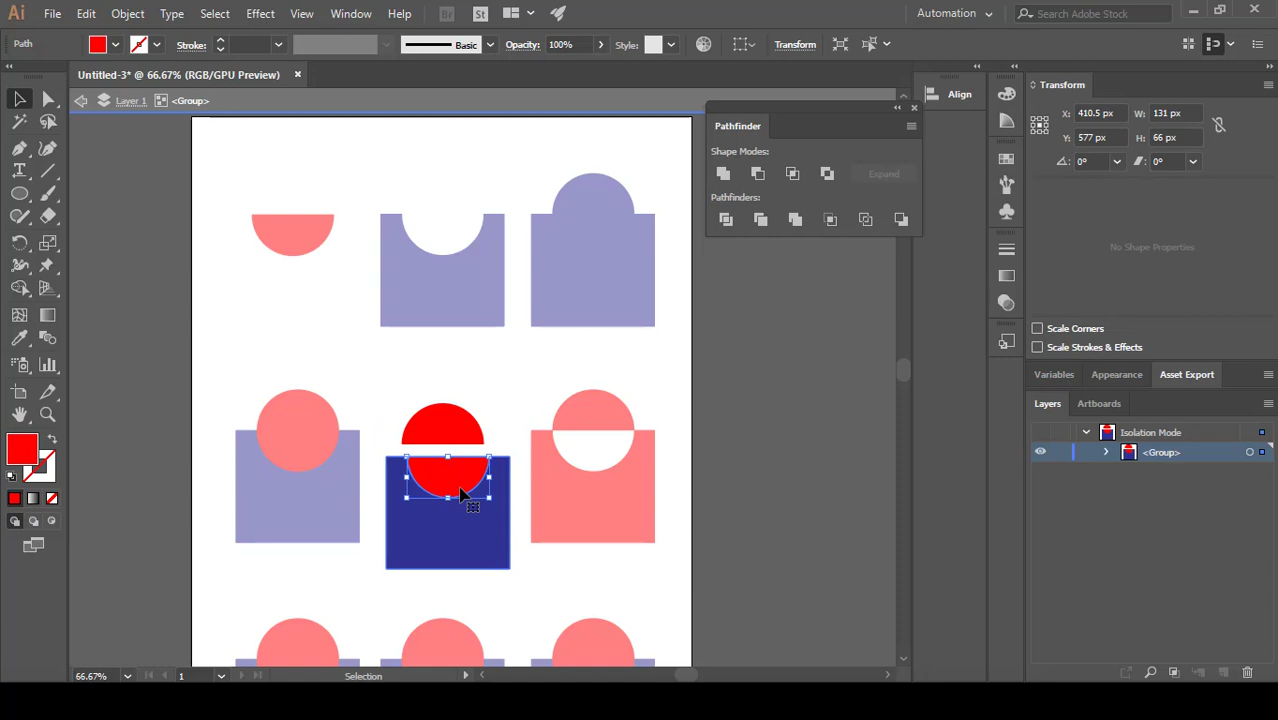 Ai File Edit Object Type Select Effect View Window Help Br St Automation Search Adobe Stock
Path Stroke: Basic Opacity: 100% Style: Transform
Untitled-3* @ 66.67% (RGB/GPU Preview)
Layer 1 <Group>
Align
Pathfinder
Shape Modes:
Expand
Pathfinders:
Transform
X: 410.5 px W: 131 px
Y: 577 px H: 66 px
0° 0°
No Shape Properties
Scale Corners
Scale Strokes & Effects
Variables Appearance Asset Export
Layers Artboards
Isolation Mode
<Group>
66.67% 1 Selection